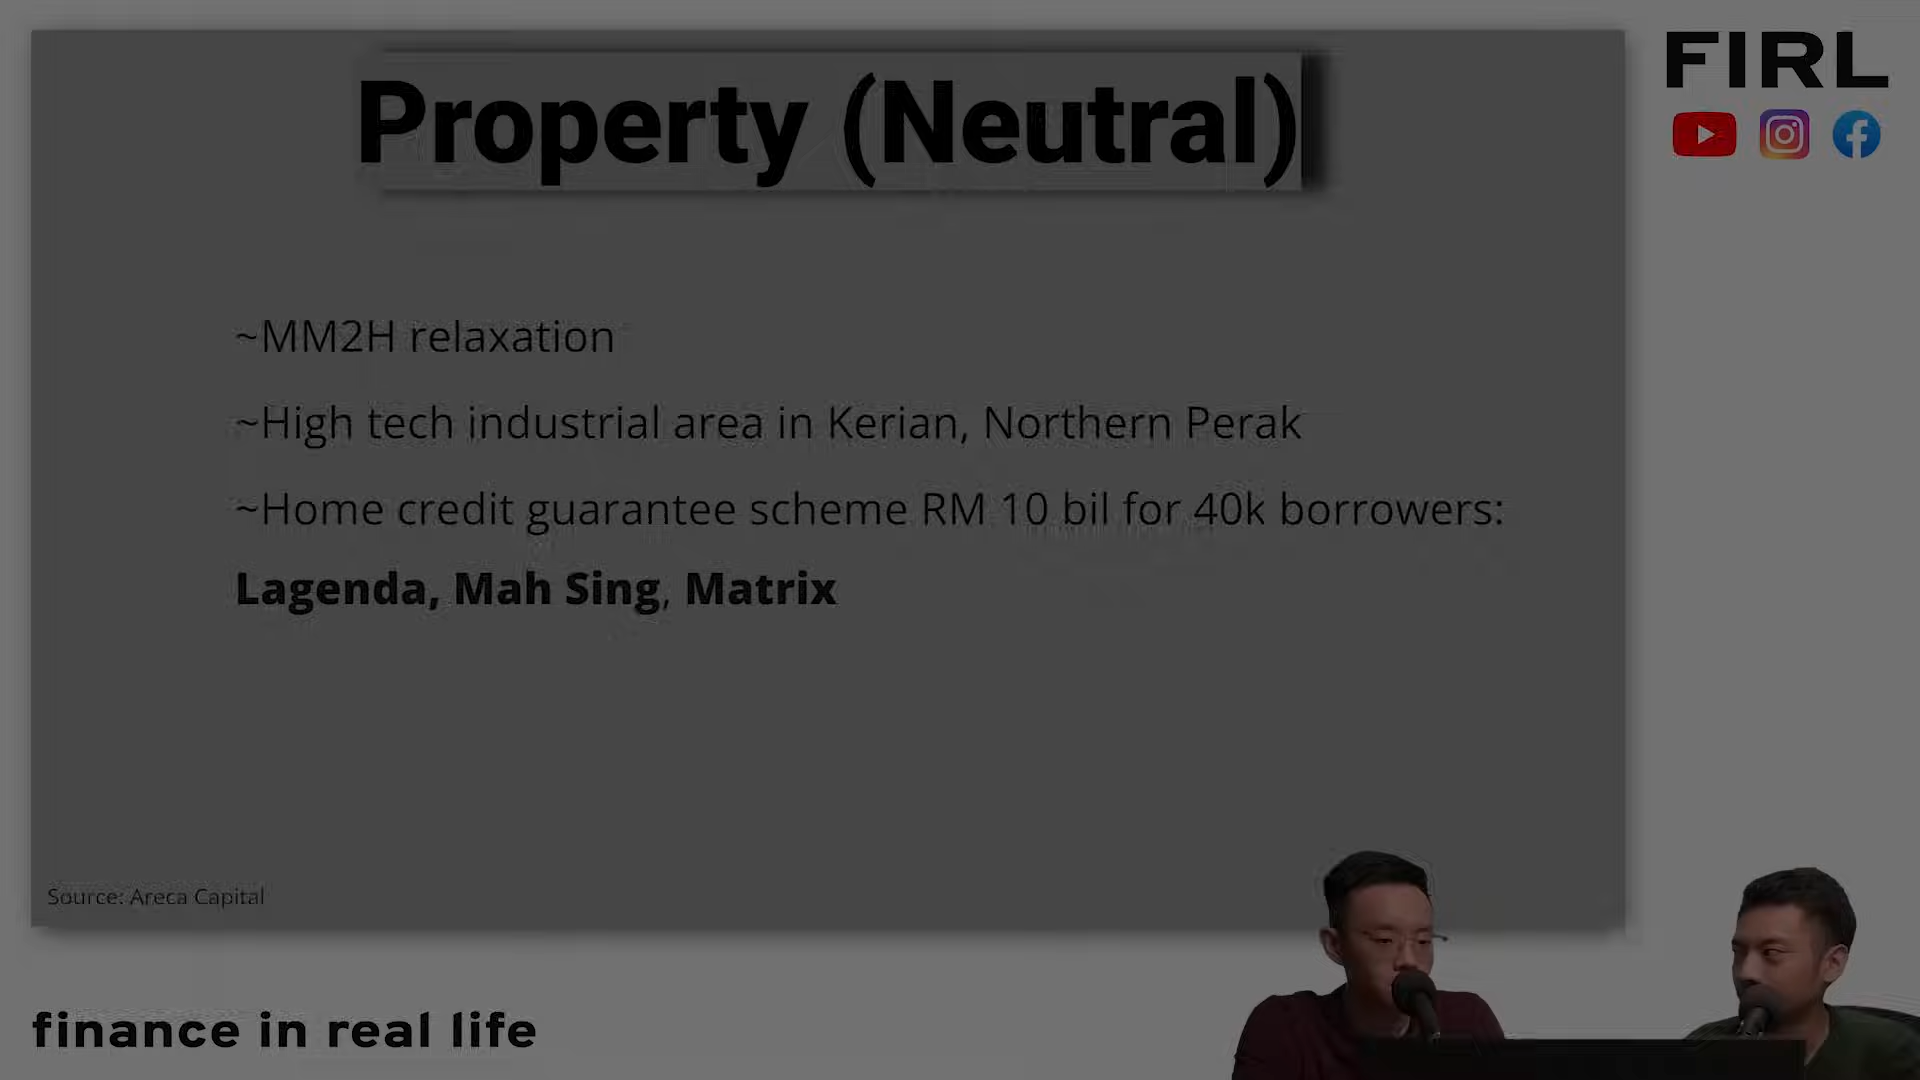 Property (Neutral)
FIRL
~MM2H relaxation
~High tech industrial area in Kerian, Northern Perak
~Home credit guarantee scheme RM 10 bil for 40k borrowers:
Lagenda, Mah Sing, Matrix
Source: Areca Capital
finance in real life